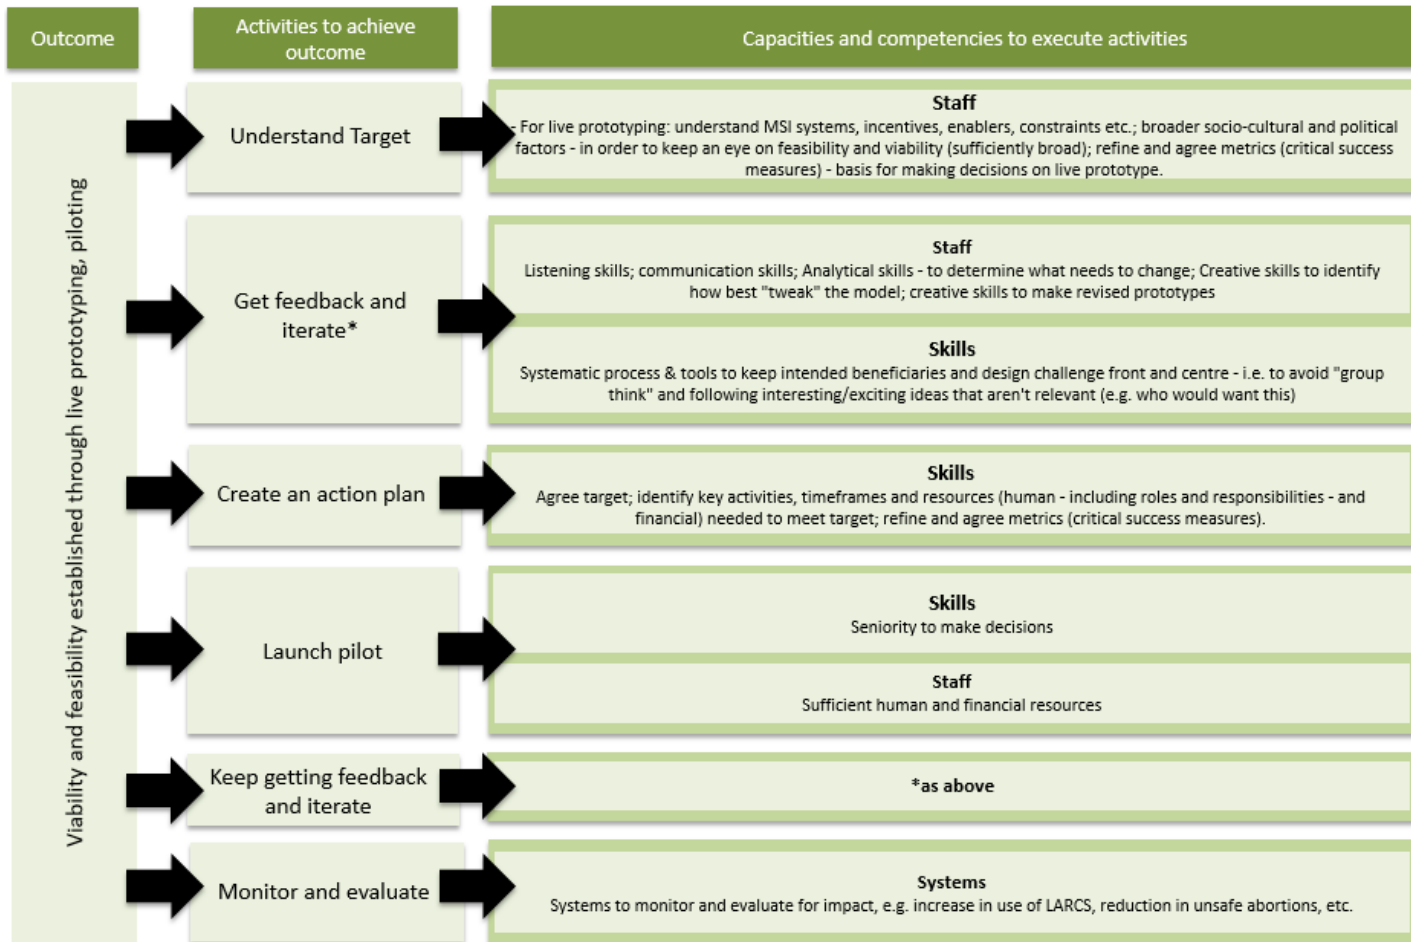 Outcome
Activities to achieve
outcome
Capacities and competencies to execute activities
Viability and feasibility established through live prototyping, piloting
Understand Target
Staff
- For live prototyping: understand MSI systems, incentives, enablers, constraints etc.; broader socio-cultural and political
factors - in order to keep an eye on feasibility and viability (sufficiently broad); refine and agree metrics (critical success
measures) - basis for making decisions on live prototype.
Get feedback and
iterate*
Staff
Listening skills; communication skills; Analytical skills - to determine what needs to change; Creative skills to identify
how best "tweak" the model; creative skills to make revised prototypes
Skills
Systematic process & tools to keep intended beneficiaries and design challenge front and centre - i.e. to avoid "group
think" and following interesting/exciting ideas that aren't relevant (e.g. who would want this)
Create an action plan
Skills
Agree target; identify key activities, timeframes and resources (human - including roles and responsibilities - and
financial) needed to meet target; refine and agree metrics (critical success measures).
Launch pilot
Skills
Seniority to make decisions
Staff
Sufficient human and financial resources
Keep getting feedback
and iterate
*as above
Monitor and evaluate
Systems
Systems to monitor and evaluate for impact, e.g. increase in use of LARCS, reduction in unsafe abortions, etc.